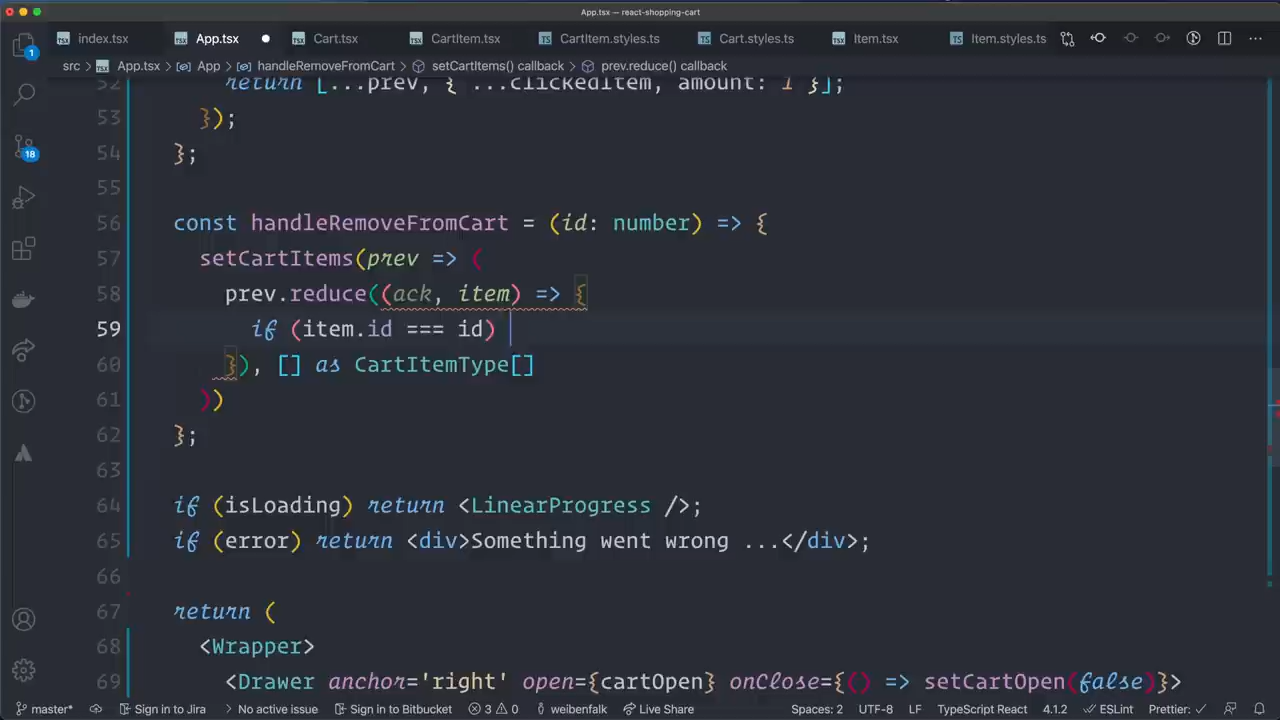 App.tsx — react-shopping-cart
index.tsx App.tsx Cart.tsx CartItem.tsx CartItem.styles.ts Cart.styles.ts Item.tsx Item.styles.ts
src > App.tsx > App > handleRemoveFromCart > setCartItems() callback > prev.reduce() callback
52 return [...prev, { ...clickedItem, amount: 1 }];
53 });
54 };
55
56 const handleRemoveFromCart = (id: number) => {
57 setCartItems(prev => (
58 prev.reduce((ack, item) => {
59 if (item.id === id)
60 }), [] as CartItemType[]
61 ))
62 };
63
64 if (isLoading) return <LinearProgress />;
65 if (error) return <div>Something went wrong ...</div>;
66
67 return (
68 <Wrapper>
69 <Drawer anchor='right' open={cartOpen} onClose={() => setCartOpen(false)}>
1
18
master* Sign in to Jira No active issue Sign in to Bitbucket 3 0 weibenfalk Live Share Spaces: 2 UTF-8 LF TypeScript React 4.1.2 ESLint Prettier: ✓